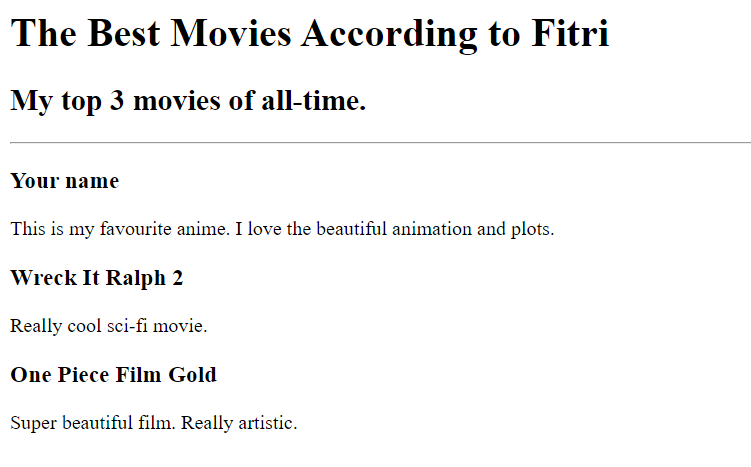 The Best Movies According to Fitri
My top 3 movies of all-time.
Your name
This is my favourite anime. I love the beautiful animation and plots.
Wreck It Ralph 2
Really cool sci-fi movie.
One Piece Film Gold
Super beautiful film. Really artistic.